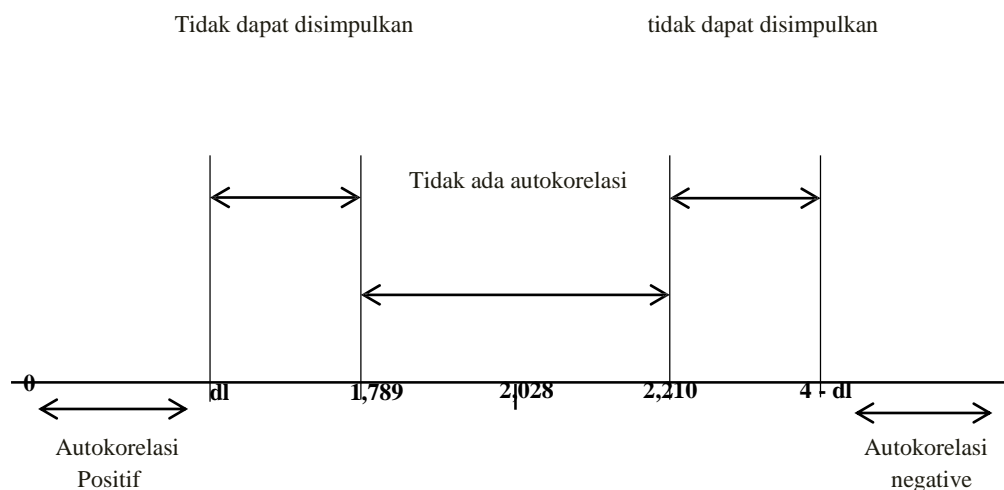 Tidak dapat disimpulkan tidak dapat disimpulkan
Tidak ada autokorelasi
0 dl 1,789 2,028 2,210 4 - dl
Autokorelasi Positif
Autokorelasi negative